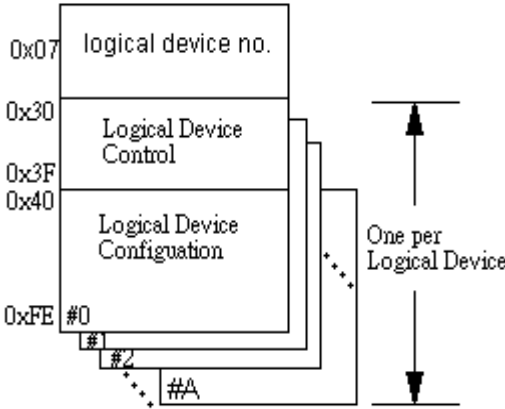 0x07
logical device no.
0x30
Logical Device
Control
0x3F
0x40
Logical Device
Configuation
One per
Logical Device
0xFE
#0
#1
#2
#A